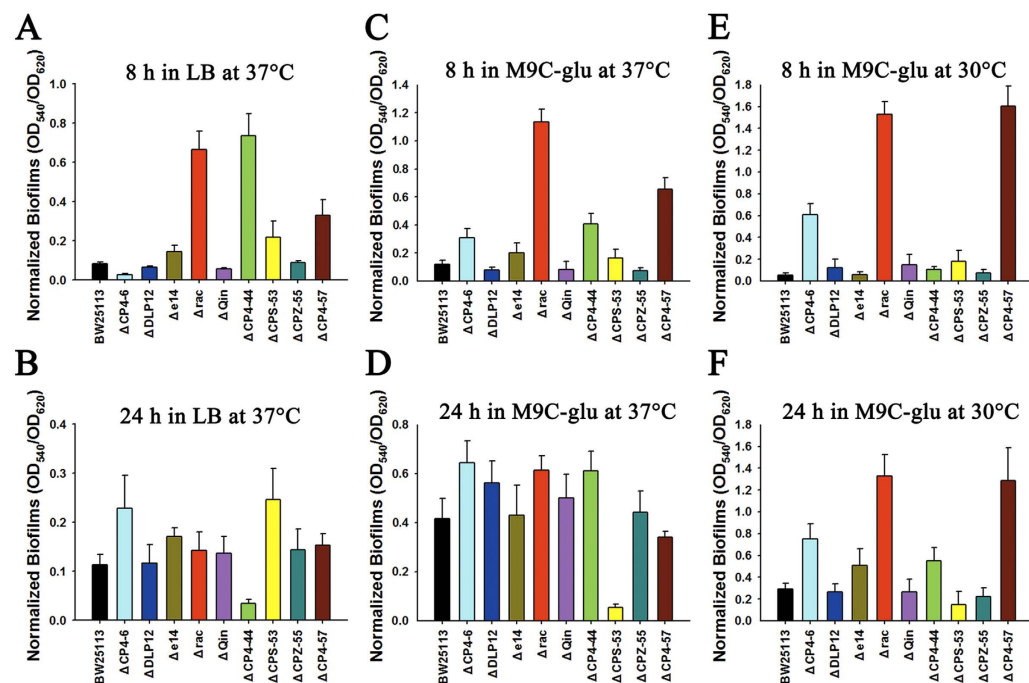 A
8 h in LB at 37°C
Normalized Biofilms (OD540/OD620)
1.0
0.8
0.6
0.4
0.2
0.0
BW25113
ΔCP4-6
ΔDLP12
Δe14
Δrac
ΔQin
ΔCP4-44
ΔCPS-53
ΔCPZ-55
ΔCP4-57
C
8 h in M9C-glu at 37°C
Normalized Biofilms (OD540/OD620)
1.4
1.2
1.0
0.8
0.6
0.4
0.2
0.0
BW25113
ΔCP4-6
ΔDLP12
Δe14
Δrac
ΔQin
ΔCP4-44
ΔCPS-53
ΔCPZ-55
ΔCP4-57
E
8 h in M9C-glu at 30°C
Normalized Biofilms (OD540/OD620)
1.8
1.6
1.4
1.2
1.0
0.8
0.6
0.4
0.2
0.0
BW25113
ΔCP4-6
ΔDLP12
Δe14
Δrac
ΔQin
ΔCP4-44
ΔCPS-53
ΔCPZ-55
ΔCP4-57
B
24 h in LB at 37°C
Normalized Biofilms (OD540/OD620)
0.4
0.3
0.2
0.1
0.0
BW25113
ΔCP4-6
ΔDLP12
Δe14
Δrac
ΔQin
ΔCP4-44
ΔCPS-53
ΔCPZ-55
ΔCP4-57
D
24 h in M9C-glu at 37°C
Normalized Biofilms (OD540/OD620)
0.8
0.6
0.4
0.2
0.0
BW25113
ΔCP4-6
ΔDLP12
Δe14
Δrac
ΔQin
ΔCP4-44
ΔCPS-53
ΔCPZ-55
ΔCP4-57
F
24 h in M9C-glu at 30°C
Normalized Biofilms (OD540/OD620)
1.8
1.6
1.4
1.2
1.0
0.8
0.6
0.4
0.2
0.0
BW25113
ΔCP4-6
ΔDLP12
Δe14
Δrac
ΔQin
ΔCP4-44
ΔCPS-53
ΔCPZ-55
ΔCP4-57